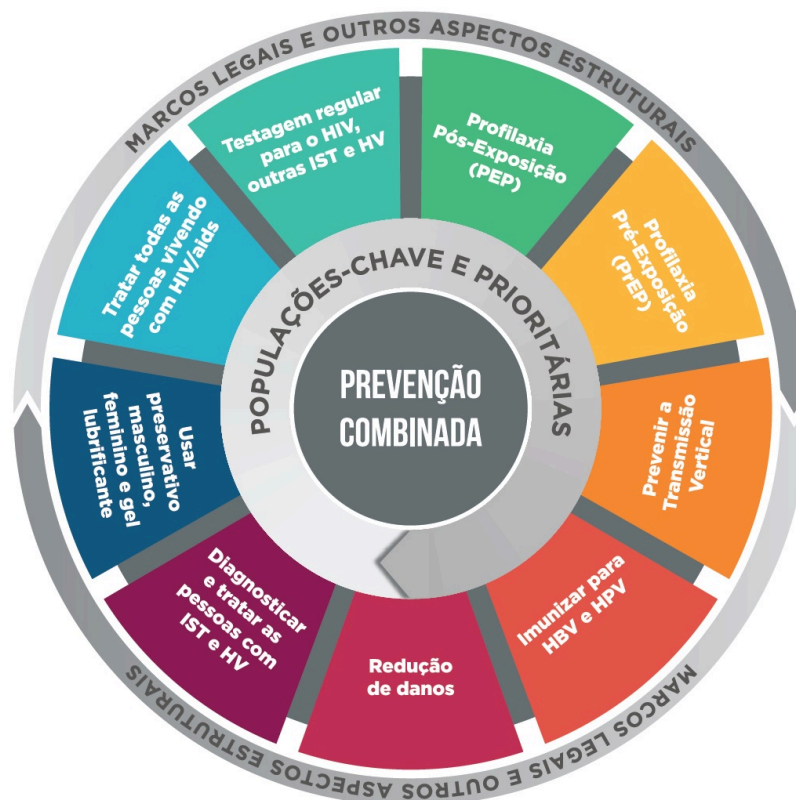 MARCOS LEGAIS E OUTROS ASPECTOS ESTRUTURAIS
Testagem regular
para o HIV,
outras IST e HV
Profilaxia
Pós-Exposição
(PEP)
Profilaxia
Pré-Exposição
(PrEP)
Prevenir a
Transmissão
Vertical
Imunizar para
HBV e HPV
Redução
de danos
Diagnosticar
e tratar as
pessoas com
IST e HV
Usar
preservativo
masculino,
feminino e gel
lubrificante
Tratar todas as
pessoas vivendo
com HIV/aids
POPULAÇÕES-CHAVE E PRIORITÁRIAS
PREVENÇÃO
COMBINADA
MARCOS LEGAIS E OUTROS ASPECTOS ESTRUTURAIS